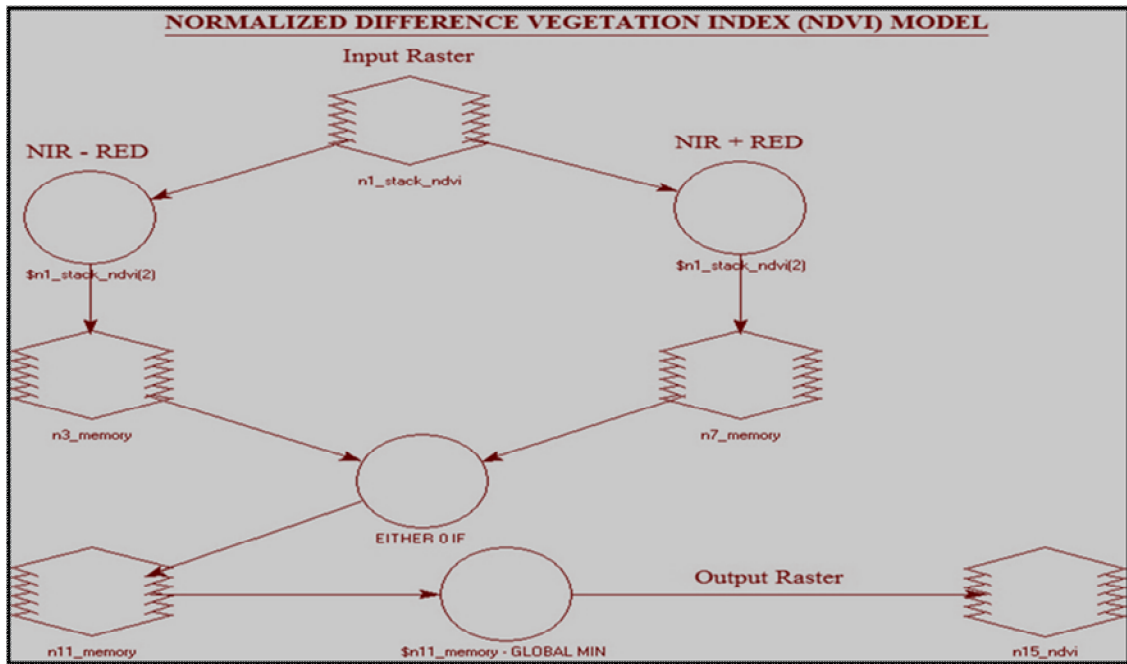 NORMALIZED DIFFERENCE VEGETATION INDEX (NDVI) MODEL
Input Raster
NIR - RED
NIR + RED
n1_stack_ndvi
$n1_stack_ndvi(2)
$n1_stack_ndvi(2)
n3_memory
n7_memory
EITHER 0 IF
Output Raster
n11_memory
$n11_memory - GLOBAL MIN
n15_ndvi